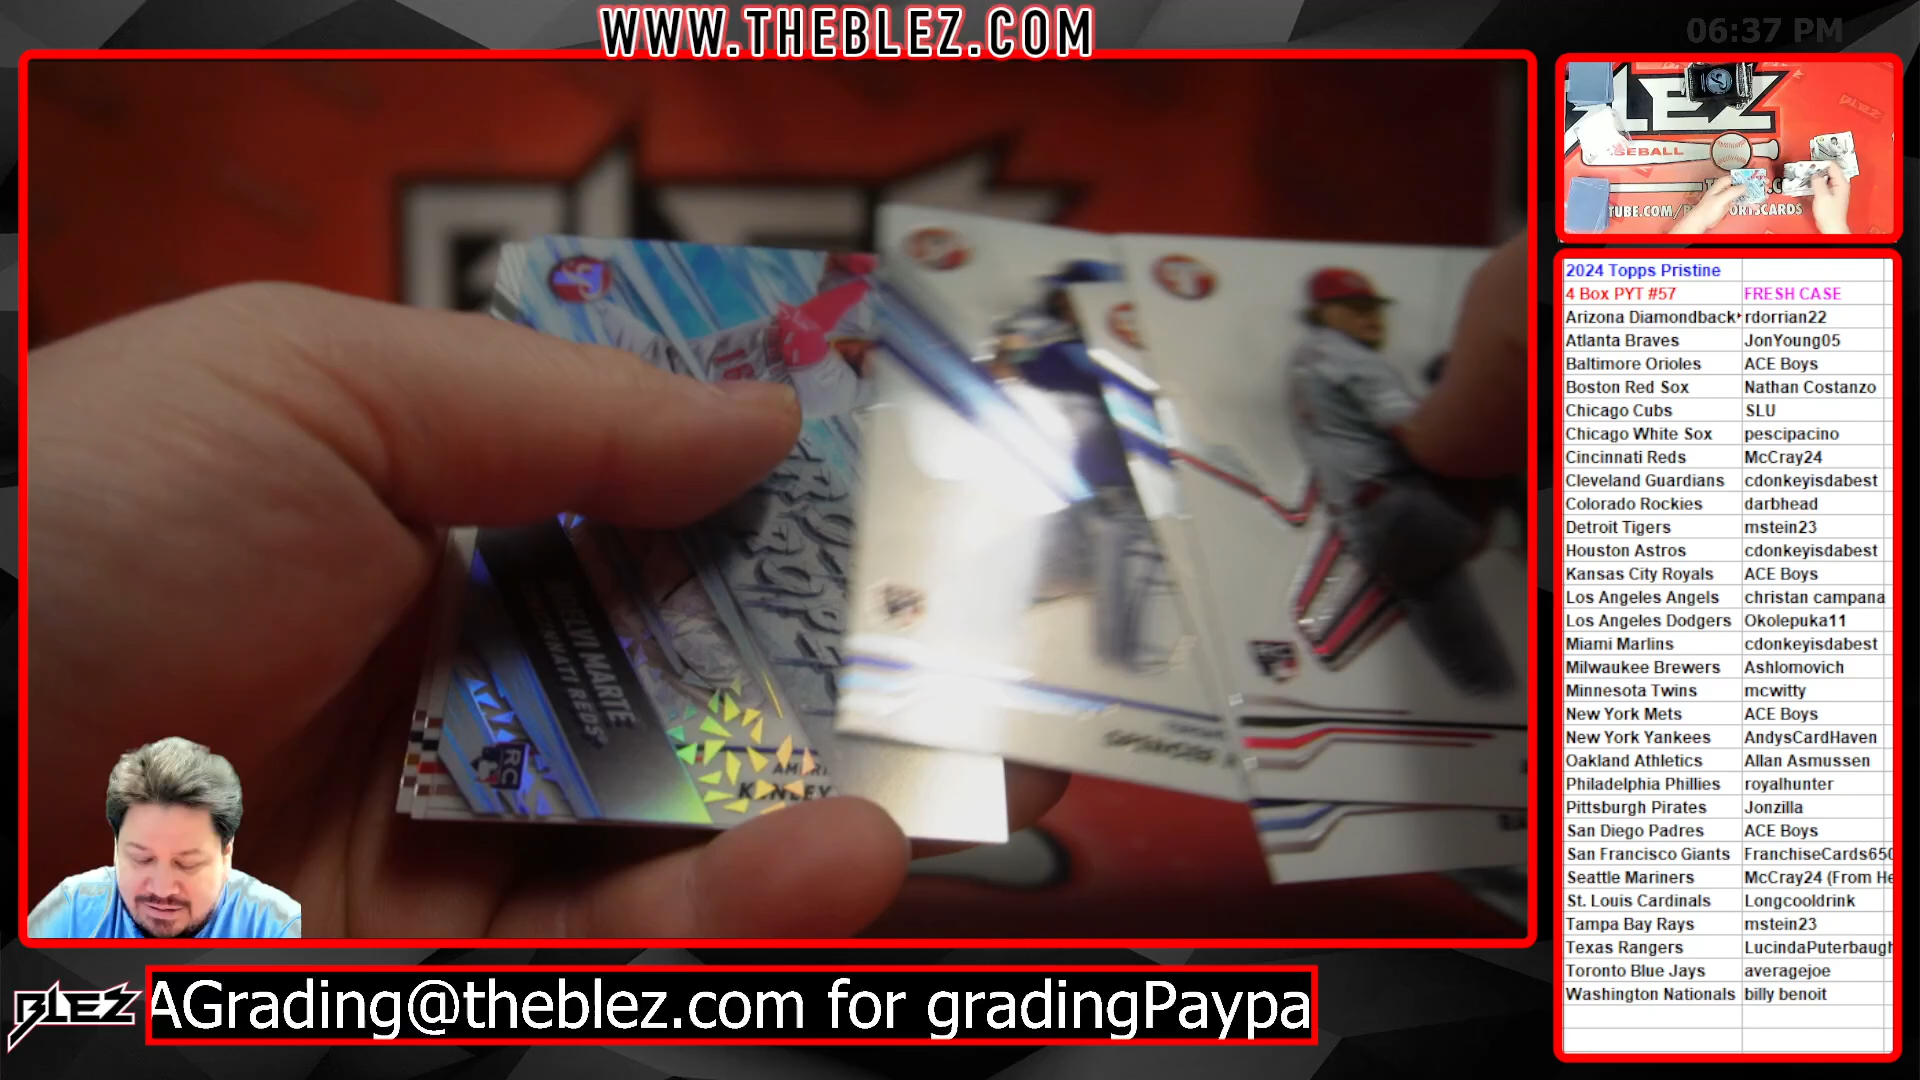 WWW.THEBLEZ.COM
06:37 PM
2024 Topps Pristine
4 Box PYT #57 FRESH CASE
Arizona Diamondback rdorrian22
Atlanta Braves JonYoung05
Baltimore Orioles ACE Boys
Boston Red Sox Nathan Costanzo
Chicago Cubs SLU
Chicago White Sox pescipacino
Cincinnati Reds McCray24
Cleveland Guardians cdonkeyisdabest
Colorado Rockies darbhead
Detroit Tigers mstein23
Houston Astros cdonkeyisdabest
Kansas City Royals ACE Boys
Los Angeles Angels christan campana
Los Angeles Dodgers Okolepuka11
Miami Marlins cdonkeyisdabest
Milwaukee Brewers Ashlomovich
Minnesota Twins mcwitty
New York Mets ACE Boys
New York Yankees AndysCardHaven
Oakland Athletics Allan Asmussen
Philadelphia Phillies royalhunter
Pittsburgh Pirates Jonzilla
San Diego Padres ACE Boys
San Francisco Giants FranchiseCards650
Seattle Mariners McCray24 (From He
St. Louis Cardinals Longcooldrink
Tampa Bay Rays mstein23
Texas Rangers LucindaPuterbaugh
Toronto Blue Jays averagejoe
Washington Nationals billy benoit
MARTE
CINCINNATI REDS
RC
BLEZ
AGrading@theblez.com for gradingPaypa